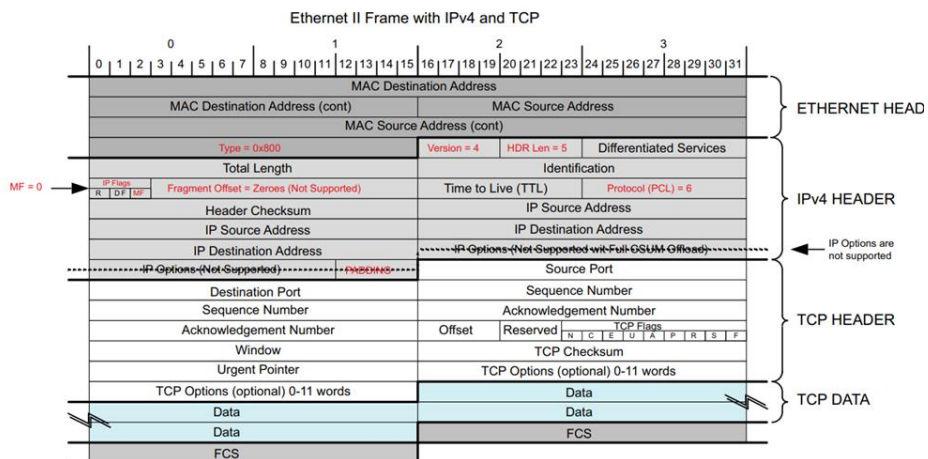 Ethernet II Frame with IPv4 and TCP
0 1 2 3
0 1 2 3 4 5 6 7 8 9 10 11 12 13 14 15 16 17 18 19 20 21 22 23 24 25 26 27 28 29 30 31
MAC Destination Address
MAC Destination Address (cont) MAC Source Address
ETHERNET HEAD
MAC Source Address (cont)
Type = 0x800 Version = 4 HDR Len = 5 Differentiated Services
Total Length Identification
MF = 0 IP Flags Fragment Offset = Zeroes (Not Supported) Time to Live (TTL) Protocol (PCL) = 6
R DF MF
IPv4 HEADER
Header Checksum IP Source Address
IP Source Address IP Destination Address
IP Destination Address IP Options (Not Supported wit Full CSUM Offload)
IP Options are
not supported
IP Options (Not Supported) PADDING Source Port
Destination Port Sequence Number
Sequence Number Acknowledgement Number
TCP HEADER
Acknowledgement Number Offset Reserved TCP Flags
N C E U A P R S F
Window TCP Checksum
Urgent Pointer TCP Options (optional) 0-11 words
TCP Options (optional) 0-11 words Data
TCP DATA
Data Data
Data FCS
FCS